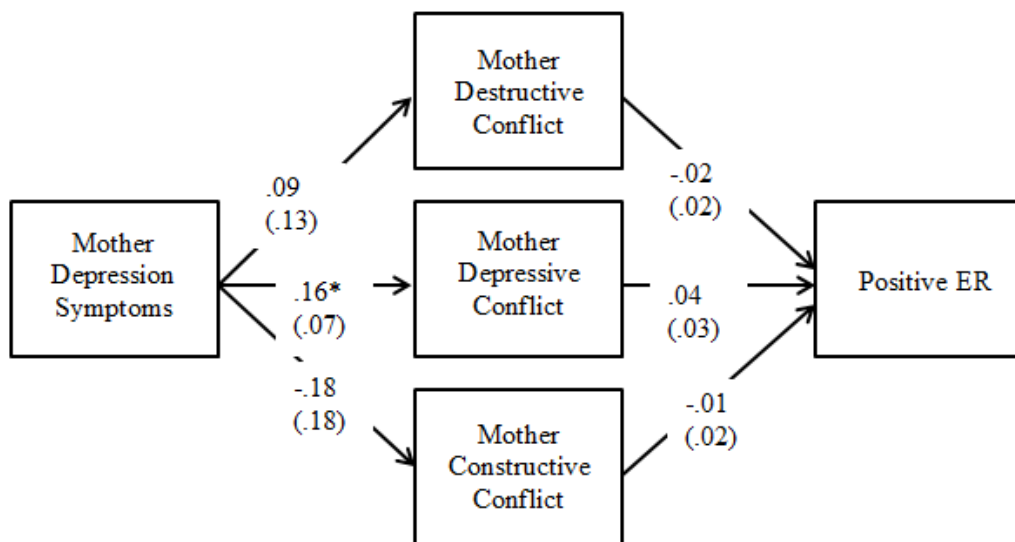 Mother
Destructive
Conflict
.09
(.13)
-.02
(.02)
Mother
Depression
Symptoms
.16*
(.07)
Mother
Depressive
Conflict
.04
(.03)
Positive ER
-.18
(.18)
Mother
Constructive
Conflict
-.01
(.02)